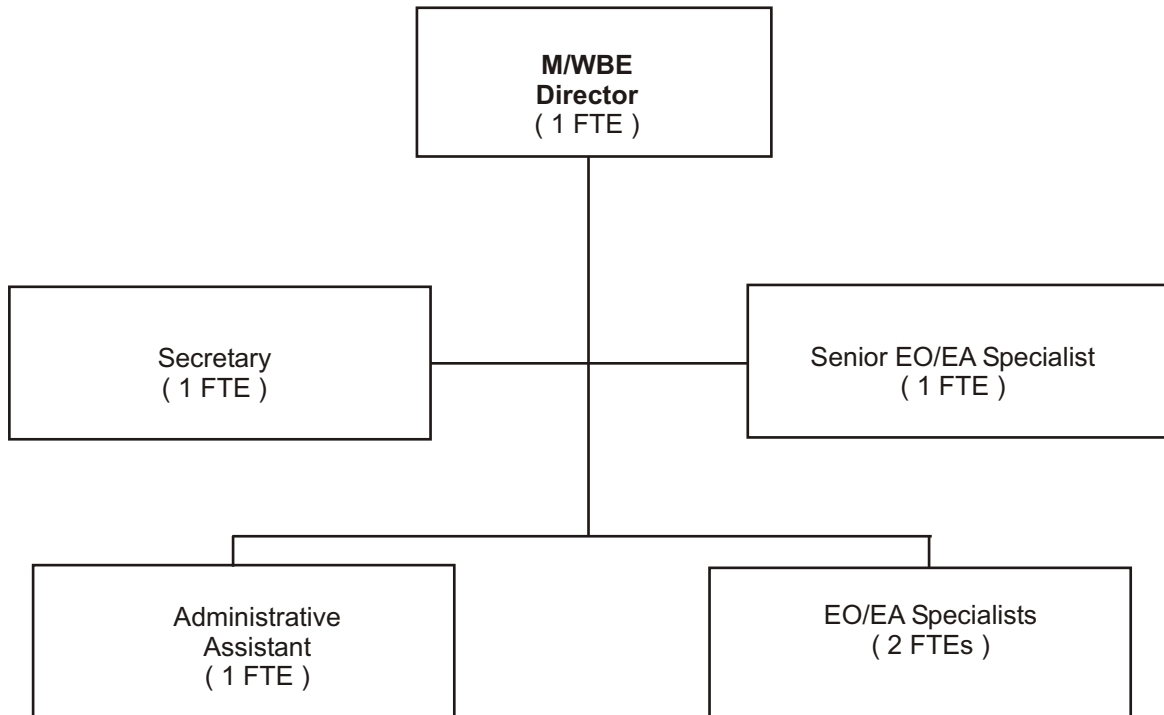 M/WBE
Director
( 1 FTE )
Secretary
( 1 FTE )
Senior EO/EA Specialist
( 1 FTE )
Administrative
Assistant
( 1 FTE )
EO/EA Specialists
( 2 FTEs )